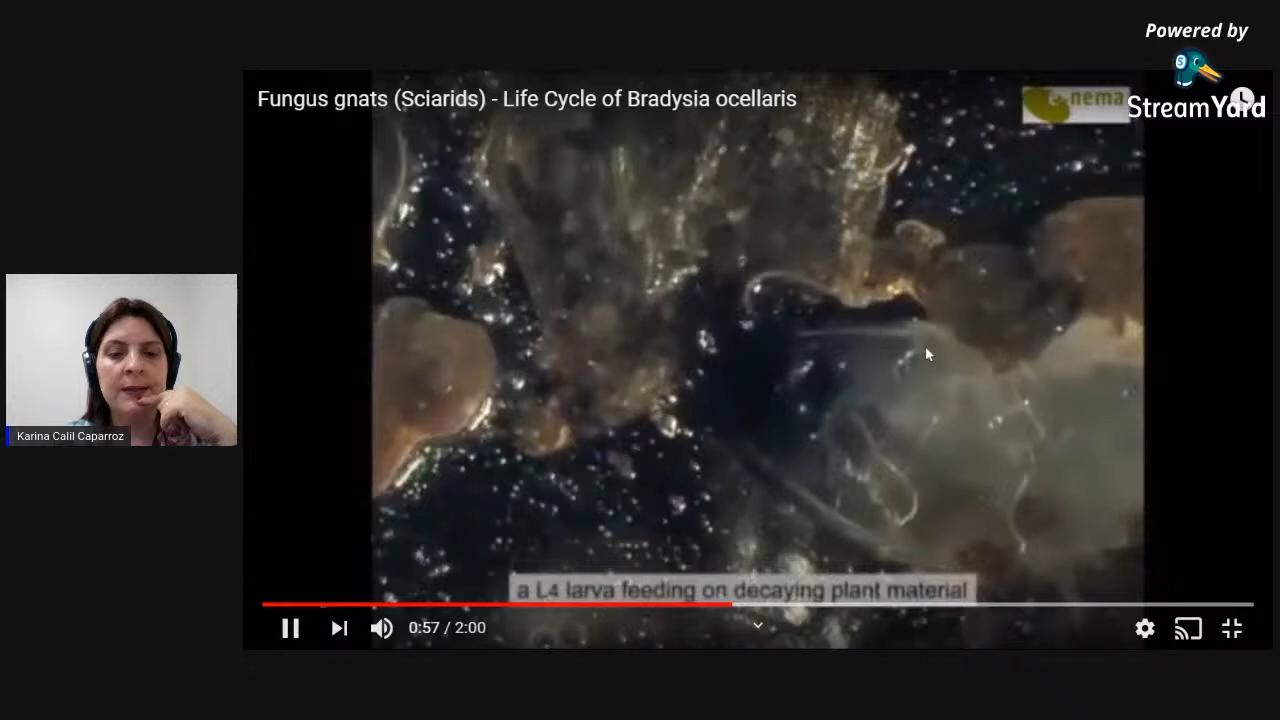 Powered by
StreamYard
Fungus gnats (Sciarids) - Life Cycle of Bradysia ocellaris
nema
Karina Calil Caparroz
a L4 larva feeding on decaying plant material
0:57 / 2:00